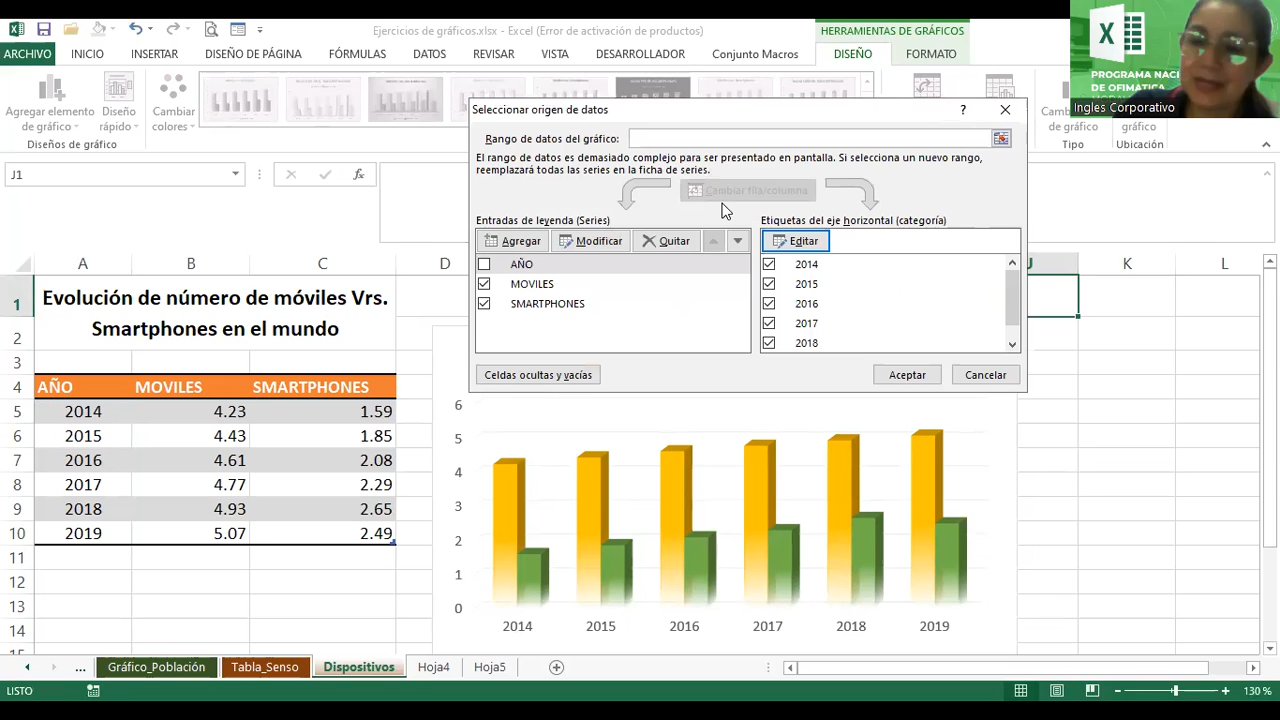 Ejercicios de gráficos.xlsx - Excel (Error de activación de productos)
HERRAMIENTAS DE GRÁFICOS
ARCHIVO INICIO INSERTAR DISEÑO DE PÁGINA FÓRMULAS DATOS REVISAR VISTA DESARROLLADOR Conjunto Macros DISEÑO FORMATO
PROGRAMA NACI
DE OFIMATICA
Ingles Corporativo
Agregar elemento de gráfico
Diseño rápido
Cambiar colores
Diseños de gráfico
de gráfico
gráfico
Tipo
Ubicación
J1
fx
Seleccionar origen de datos
?
Rango de datos del gráfico:
El rango de datos es demasiado complejo para ser presentado en pantalla. Si selecciona un nuevo rango,
reemplazará todas las series en la ficha de series.
Cambiar fila/columna
Entradas de leyenda (Series)
Etiquetas del eje horizontal (categoría)
Agregar Modificar Quitar
Editar
AÑO
MOVILES
SMARTPHONES
2014
2015
2016
2017
2018
Celdas ocultas y vacías
Aceptar Cancelar
A B C D J K L
1 Evolución de número de móviles Vrs.
2 Smartphones en el mundo
3
4 AÑO MOVILES SMARTPHONES
5 2014 4.23 1.59
6 2015 4.43 1.85
7 2016 4.61 2.08
8 2017 4.77 2.29
9 2018 4.93 2.65
10 2019 5.07 2.49
11
12
13
14
6
5
4
3
2
1
0
2014 2015 2016 2017 2018 2019
... Gráfico_Población Tabla_Senso Dispositivos Hoja4 Hoja5
LISTO
130 %